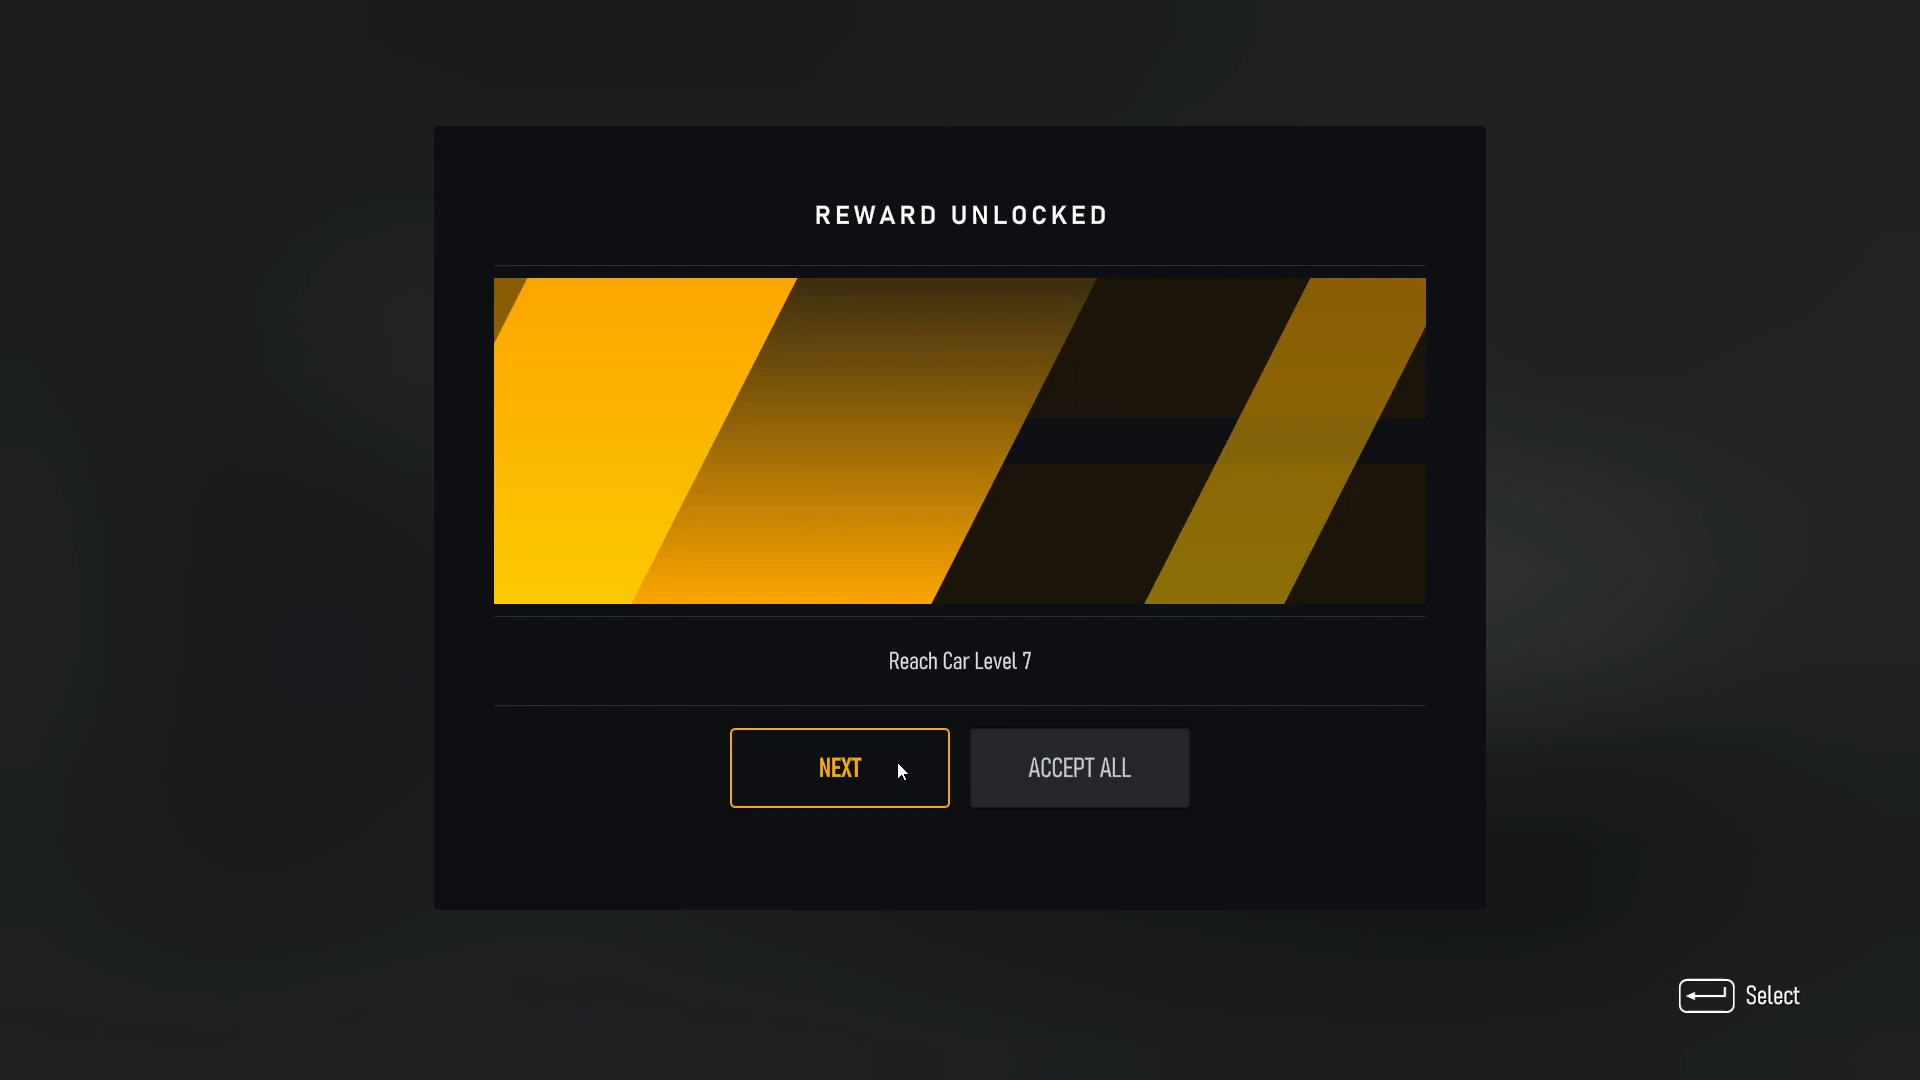 REWARD UNLOCKED
Reach Car Level 7
NEXT
ACCEPT ALL
Select